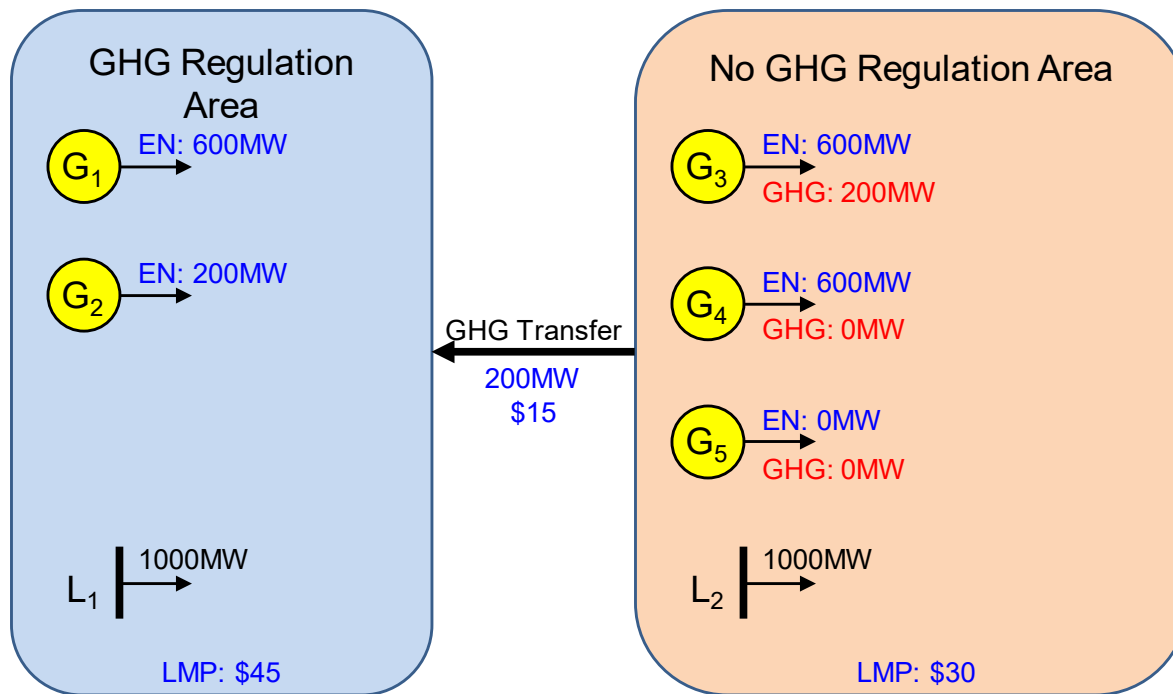 GHG Regulation
Area
G1
EN: 600MW
G2
EN: 200MW
L1
1000MW
LMP: $45
GHG Transfer
200MW
$15
No GHG Regulation Area
G3
EN: 600MW
GHG: 200MW
G4
EN: 600MW
GHG: 0MW
G5
EN: 0MW
GHG: 0MW
L2
1000MW
LMP: $30